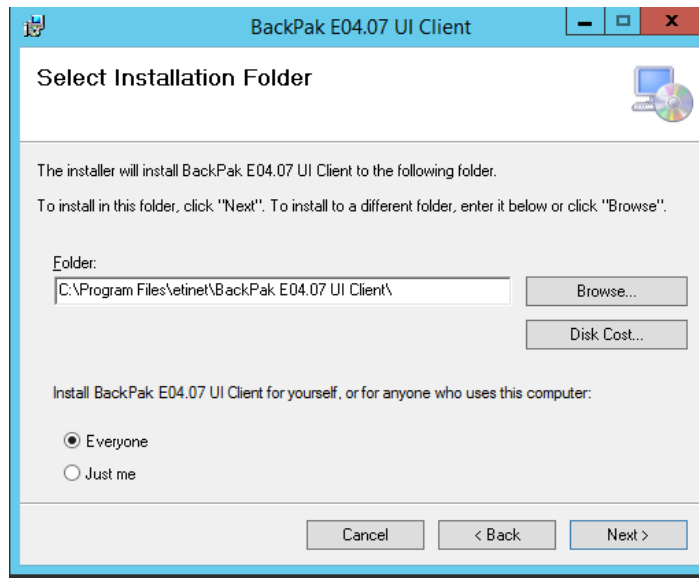 BackPak E04.07 UI Client
Select Installation Folder
The installer will install BackPak E04.07 UI Client to the following folder.
To install in this folder, click "Next". To install to a different folder, enter it below or click "Browse".
Folder:
C:\Program Files\etinet\BackPak E04.07 UI Client\
Browse...
Disk Cost...
Install BackPak E04.07 UI Client for yourself, or for anyone who uses this computer:
Everyone
Just me
Cancel
< Back
Next >